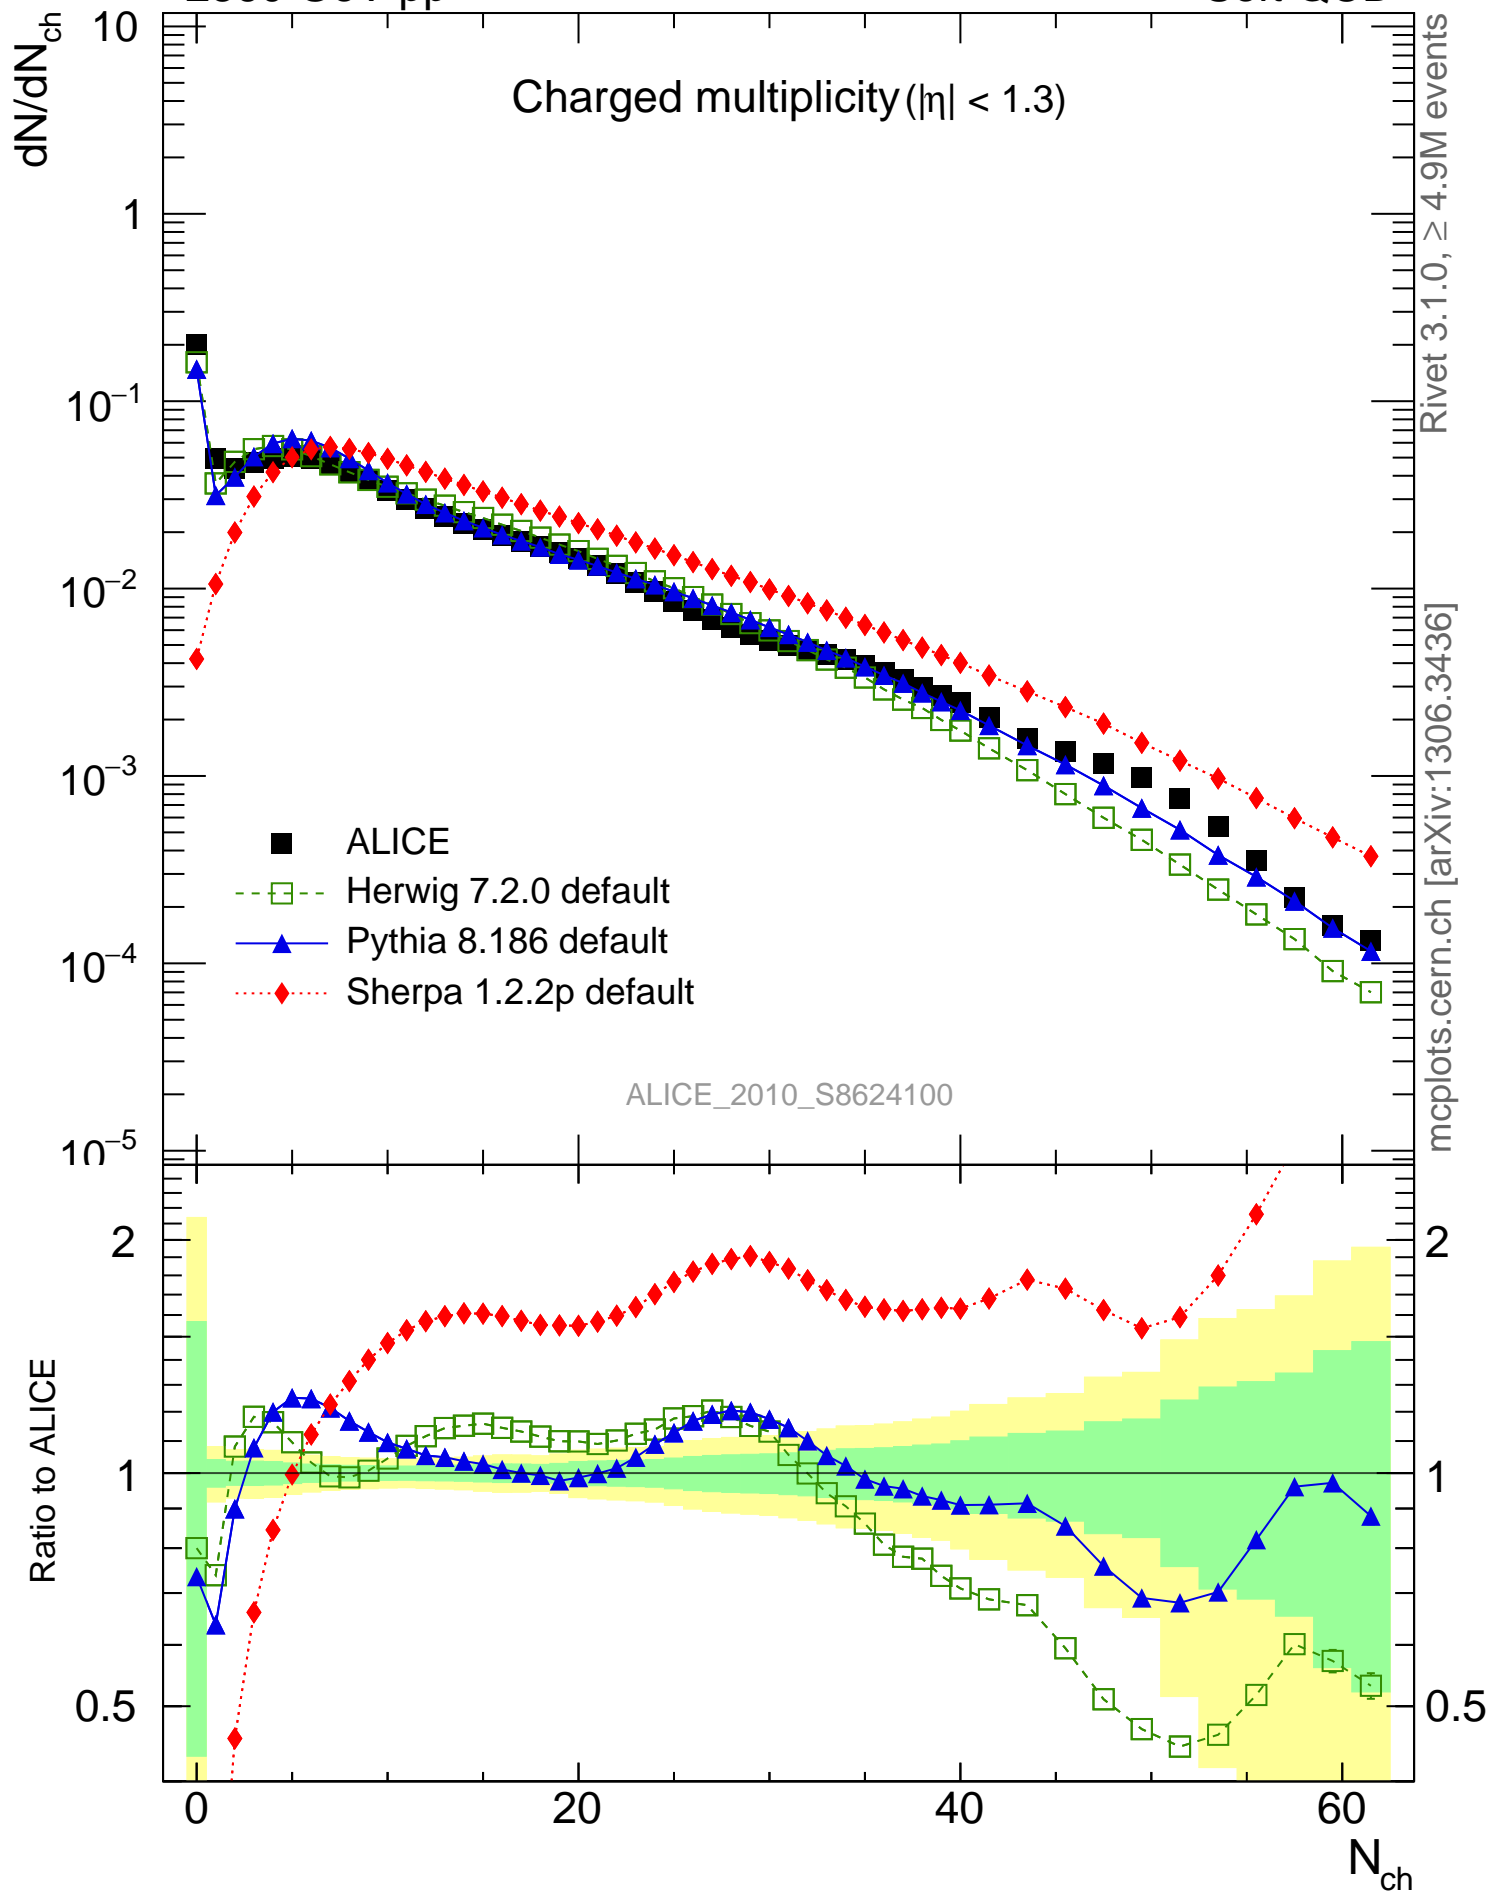 dN/dN_ch
Charged multiplicity (|η| < 1.3)
10
1
10⁻¹
10⁻²
10⁻³
10⁻⁴
10⁻⁵
ALICE
Herwig 7.2.0 default
Pythia 8.186 default
Sherpa 1.2.2p default
ALICE_2010_S8624100
Rivet 3.1.0, ≥ 4.9M events
mcplots.cern.ch [arXiv:1306.3436]
Ratio to ALICE
2
1
0.5
2
1
0.5
0 20 40 60
N_ch